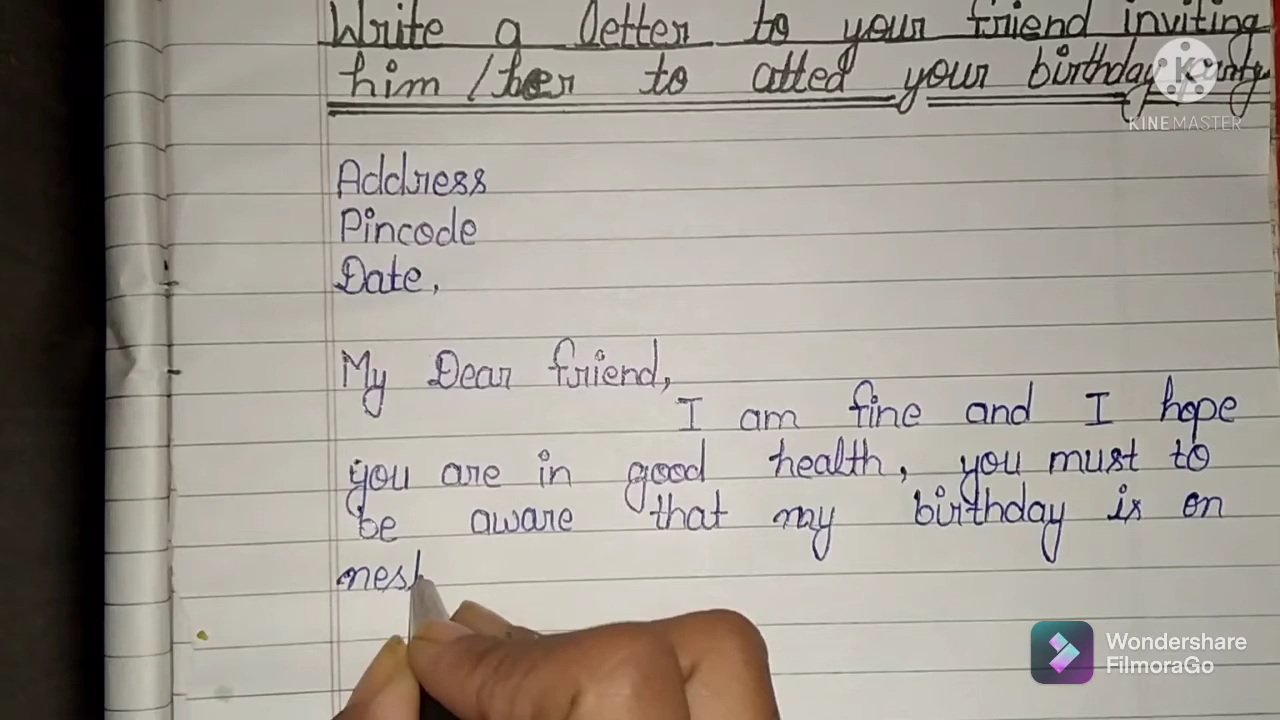 Write a letter to your friend inviting
him / her to atted your birthday party
K
KINEMASTER
Address
Pincode
Date,
My Dear friend,
I am fine and I hope
you are in good health, you must to
be aware that my birthday is on
nes
Wondershare
FilmoraGo